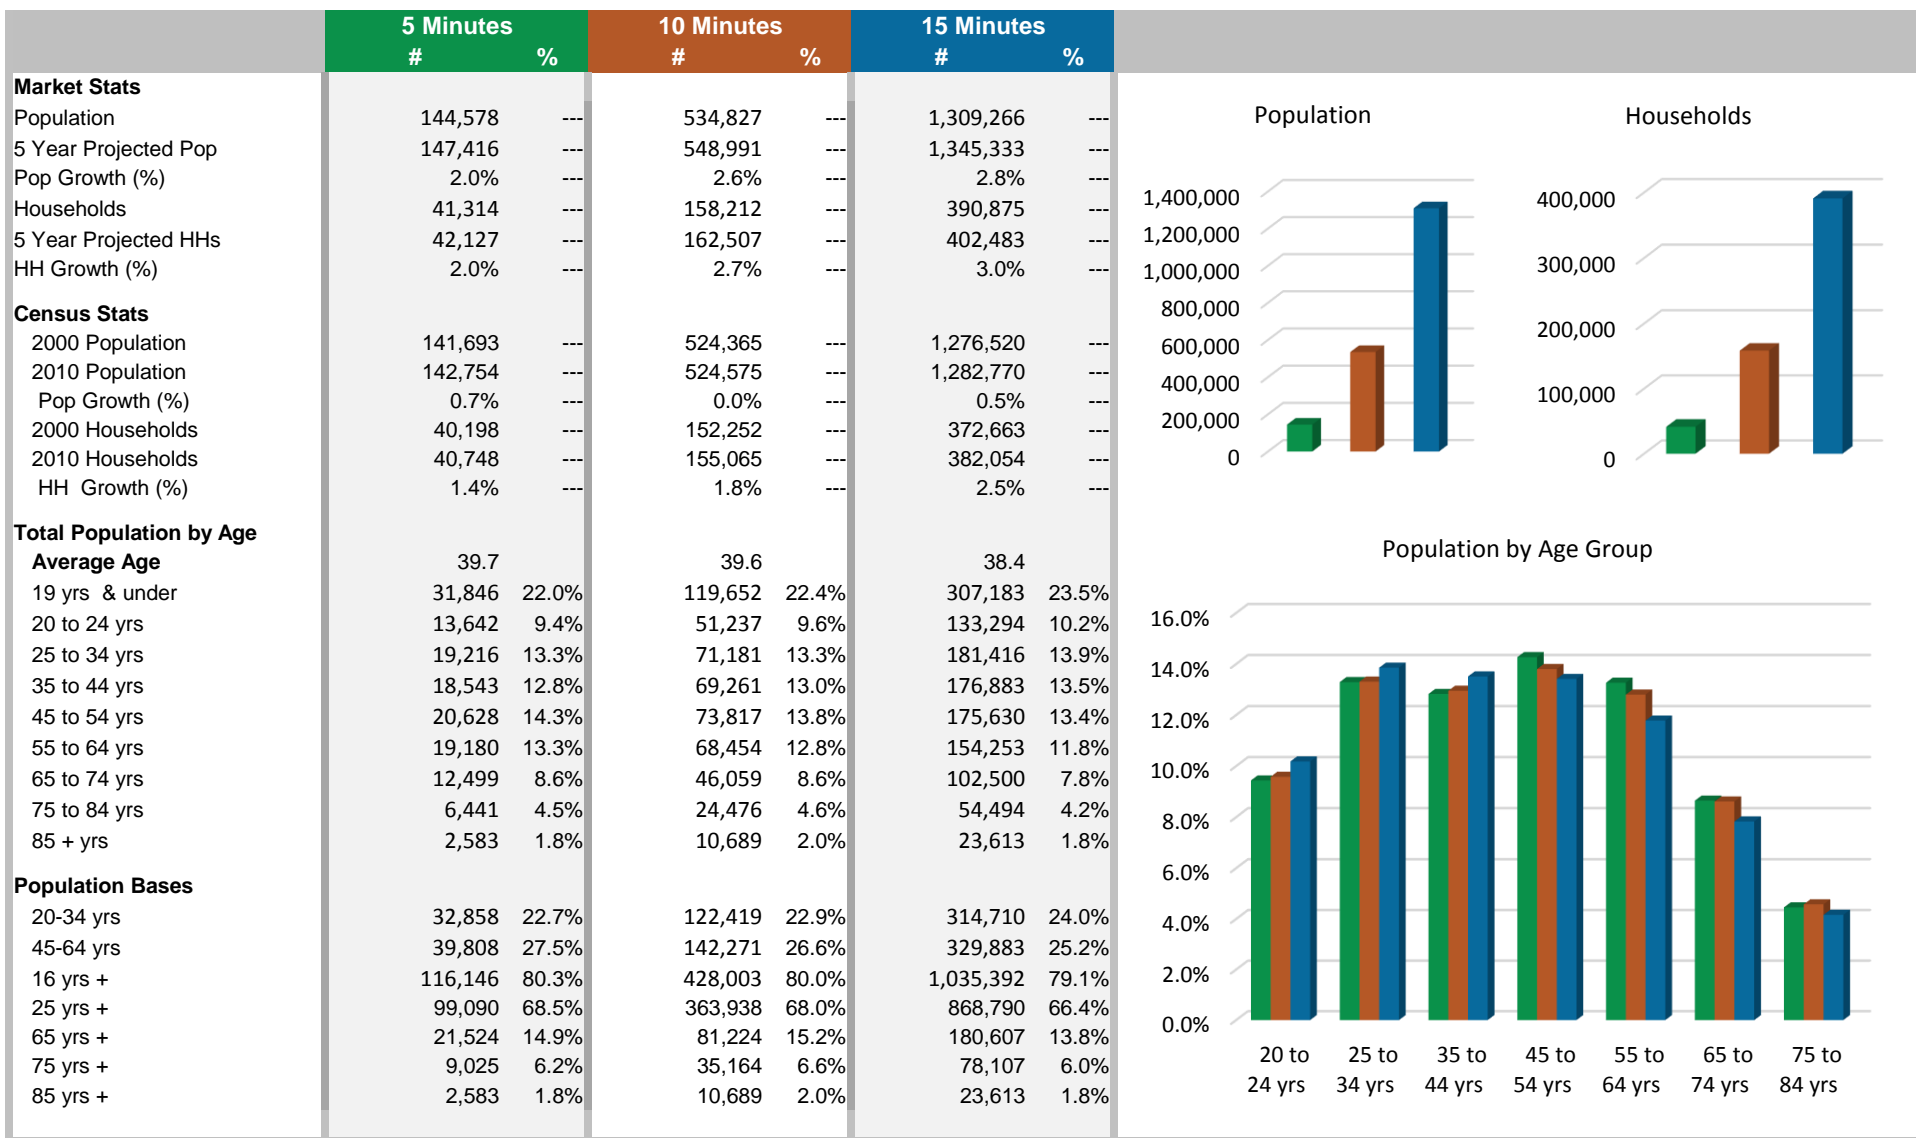 5 Minutes 10 Minutes 15 Minutes
# % # % # %
Market Stats
Population 144,578 --- 534,827 --- 1,309,266 ---
5 Year Projected Pop 147,416 --- 548,991 --- 1,345,333 ---
Pop Growth (%) 2.0% --- 2.6% --- 2.8% ---
Households 41,314 --- 158,212 --- 390,875 ---
5 Year Projected HHs 42,127 --- 162,507 --- 402,483 ---
HH Growth (%) 2.0% --- 2.7% --- 3.0% ---
Census Stats
2000 Population 141,693 --- 524,365 --- 1,276,520 ---
2010 Population 142,754 --- 524,575 --- 1,282,770 ---
Pop Growth (%) 0.7% --- 0.0% --- 0.5% ---
2000 Households 40,198 --- 152,252 --- 372,663 ---
2010 Households 40,748 --- 155,065 --- 382,054 ---
HH Growth (%) 1.4% --- 1.8% --- 2.5% ---
Total Population by Age
Average Age 39.7 39.6 38.4
19 yrs & under 31,846 22.0% 119,652 22.4% 307,183 23.5%
20 to 24 yrs 13,642 9.4% 51,237 9.6% 133,294 10.2%
25 to 34 yrs 19,216 13.3% 71,181 13.3% 181,416 13.9%
35 to 44 yrs 18,543 12.8% 69,261 13.0% 176,883 13.5%
45 to 54 yrs 20,628 14.3% 73,817 13.8% 175,630 13.4%
55 to 64 yrs 19,180 13.3% 68,454 12.8% 154,253 11.8%
65 to 74 yrs 12,499 8.6% 46,059 8.6% 102,500 7.8%
75 to 84 yrs 6,441 4.5% 24,476 4.6% 54,494 4.2%
85 + yrs 2,583 1.8% 10,689 2.0% 23,613 1.8%
Population Bases
20-34 yrs 32,858 22.7% 122,419 22.9% 314,710 24.0%
45-64 yrs 39,808 27.5% 142,271 26.6% 329,883 25.2%
16 yrs + 116,146 80.3% 428,003 80.0% 1,035,392 79.1%
25 yrs + 99,090 68.5% 363,938 68.0% 868,790 66.4%
65 yrs + 21,524 14.9% 81,224 15.2% 180,607 13.8%
75 yrs + 9,025 6.2% 35,164 6.6% 78,107 6.0%
85 yrs + 2,583 1.8% 10,689 2.0% 23,613 1.8%
Population
1,400,000
1,200,000
1,000,000
800,000
600,000
400,000
200,000
0
Households
400,000
300,000
200,000
100,000
0
Population by Age Group
16.0%
14.0%
12.0%
10.0%
8.0%
6.0%
4.0%
2.0%
0.0%
20 to 25 to 35 to 45 to 55 to 65 to 75 to
24 yrs 34 yrs 44 yrs 54 yrs 64 yrs 74 yrs 84 yrs